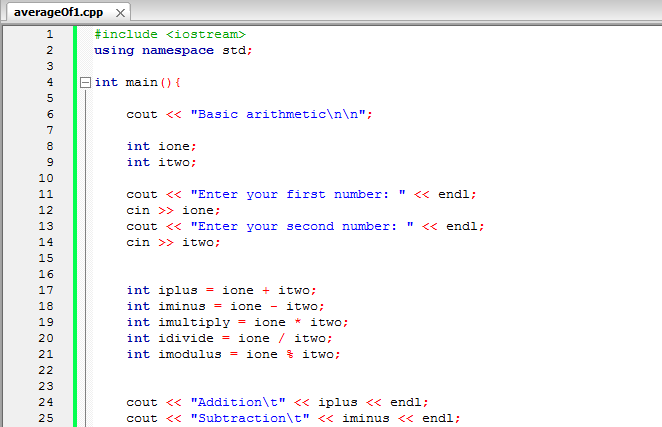 averageOf1.cpp
1 #include <iostream>
2 using namespace std;
3
4 int main(){
5
6 cout << "Basic arithmetic\n\n";
7
8 int ione;
9 int itwo;
10
11 cout << "Enter your first number: " << endl;
12 cin >> ione;
13 cout << "Enter your second number: " << endl;
14 cin >> itwo;
15
16
17 int iplus = ione + itwo;
18 int iminus = ione - itwo;
19 int imultiply = ione * itwo;
20 int idivide = ione / itwo;
21 int imodulus = ione % itwo;
22
23
24 cout << "Addition\t" << iplus << endl;
25 cout << "Subtraction\t" << iminus << endl;